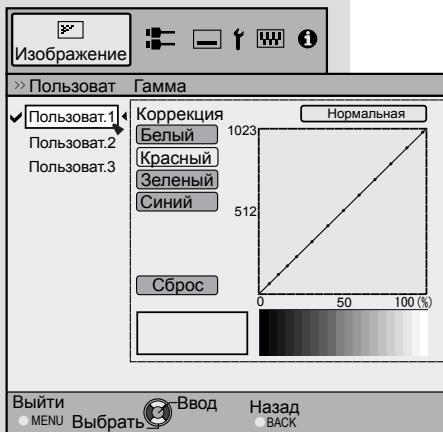 Изображение
>> Пользоват Гамма
Пользоват.1
Пользоват.2
Пользоват.3
Коррекция
Нормальная
Белый
Красный
Зеленый
Синий
Сброс
1023
512
0 50 100 (%)
Выйти
MENU
Выбрать
Ввод
Назад
BACK